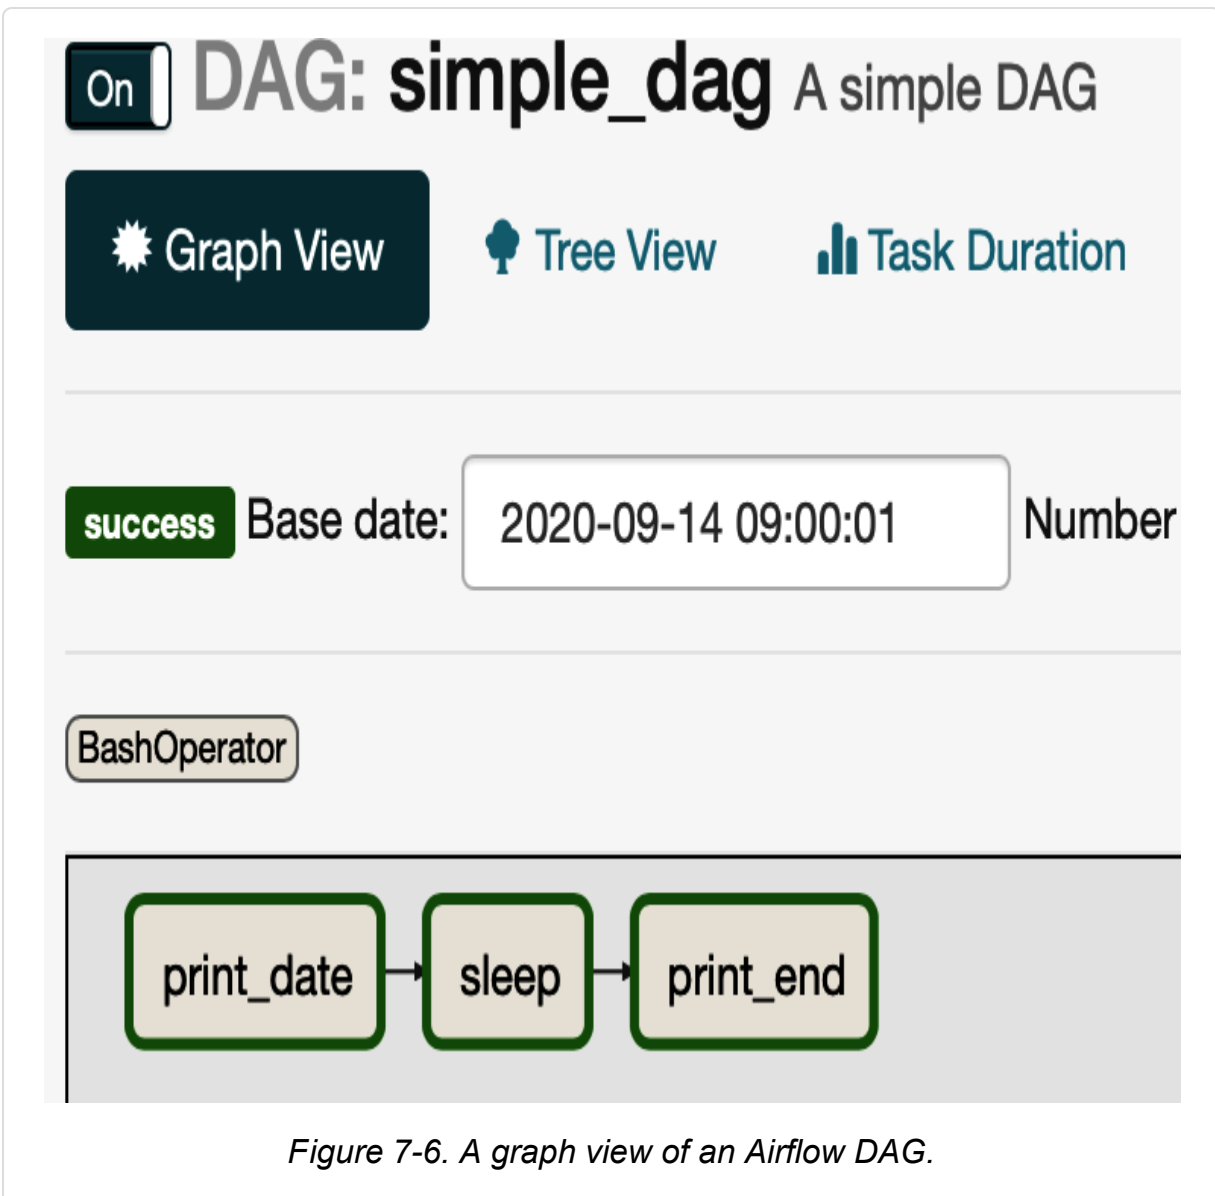 On DAG: simple_dag A simple DAG
Graph View Tree View Task Duration
success Base date: 2020-09-14 09:00:01 Number
BashOperator
print_date sleep print_end
Figure 7-6. A graph view of an Airflow DAG.